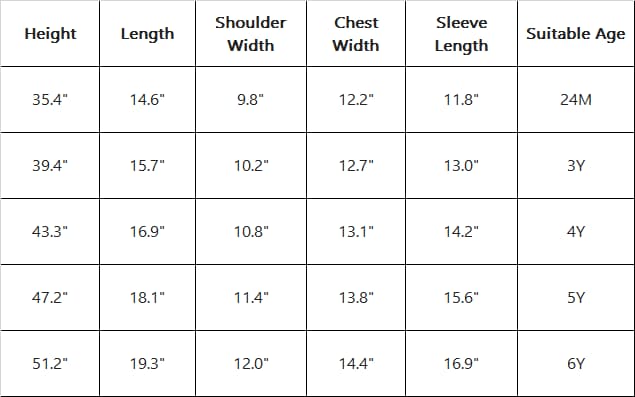 Height Length Shoulder Width Chest Width Sleeve Length Suitable Age
35.4" 14.6" 9.8" 12.2" 11.8" 24M
39.4" 15.7" 10.2" 12.7" 13.0" 3Y
43.3" 16.9" 10.8" 13.1" 14.2" 4Y
47.2" 18.1" 11.4" 13.8" 15.6" 5Y
51.2" 19.3" 12.0" 14.4" 16.9" 6Y